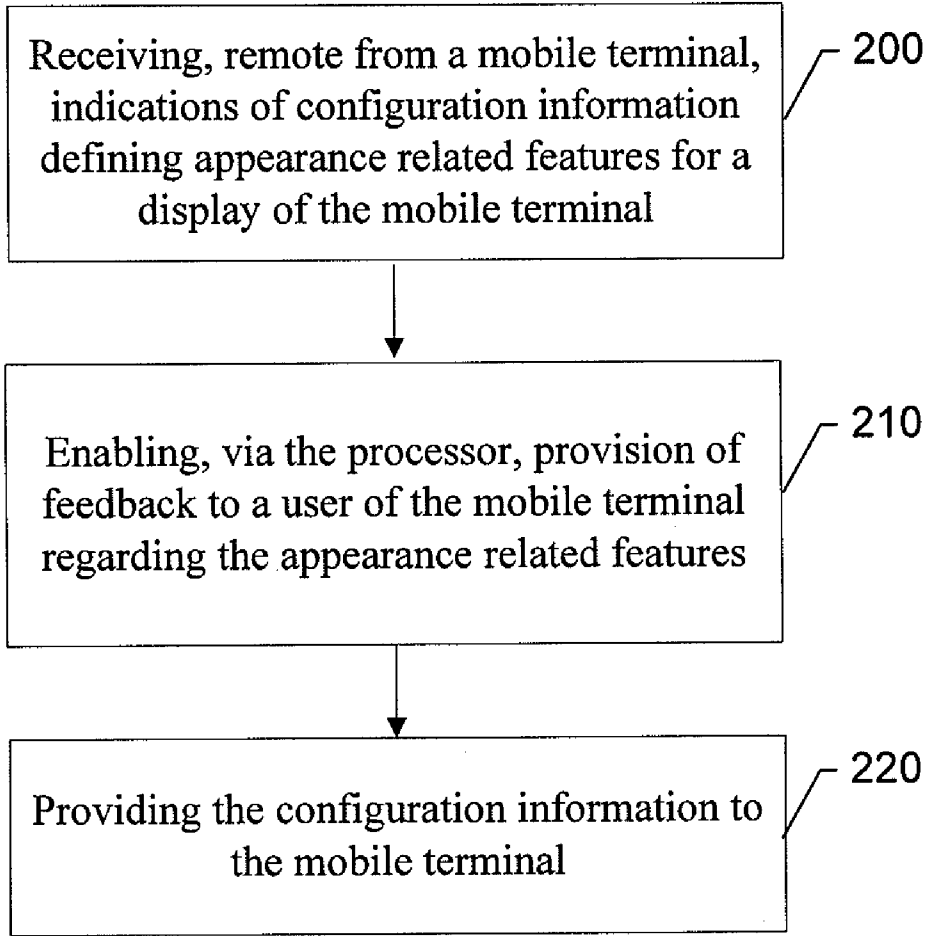 Receiving, remote from a mobile terminal,
indications of configuration information
defining appearance related features for a
display of the mobile terminal
200
Enabling, via the processor, provision of
feedback to a user of the mobile terminal
regarding the appearance related features
210
Providing the configuration information to
the mobile terminal
220